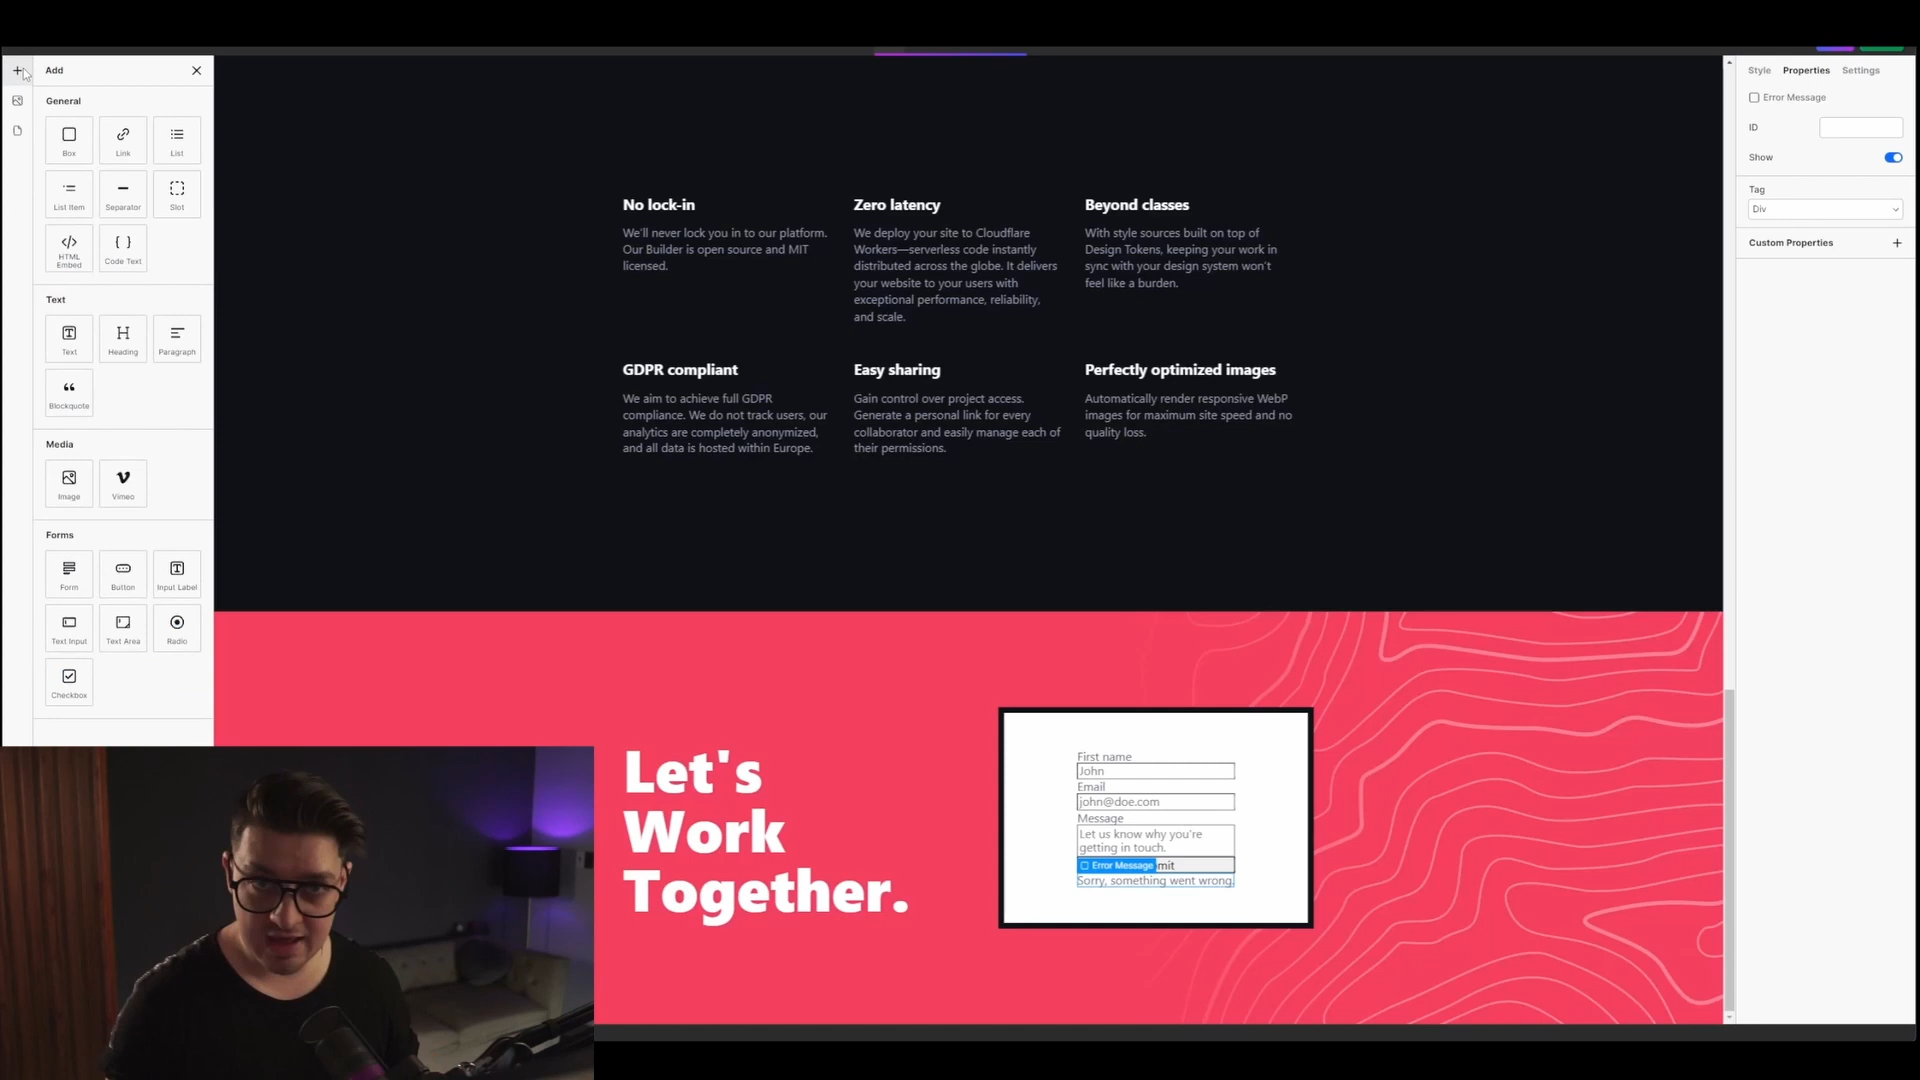 Add
General
Box
Link
List
List Item
Separator
Slot
HTML
Embed
Code Text
Text
Text
Heading
Paragraph
Blockquote
Media
Image
Vimeo
Forms
Form
Button
Input Label
Text Input
Text Area
Radio
Checkbox
No lock-in
We'll never lock you in to our platform.
Our Builder is open source and MIT
licensed.
Zero latency
We deploy your site to Cloudflare
Workers—serverless code instantly
distributed across the globe. It delivers
your website to your users with
exceptional performance, reliability,
and scale.
Beyond classes
With style sources built on top of
Design Tokens, keeping your work in
sync with your design system won't
feel like a burden.
GDPR compliant
We aim to achieve full GDPR
compliance. We do not track users, our
analytics are completely anonymized,
and all data is hosted within Europe.
Easy sharing
Gain control over project access.
Generate a personal link for every
collaborator and easily manage each of
their permissions.
Perfectly optimized images
Automatically render responsive WebP
images for maximum site speed and no
quality loss.
Let's
Work
Together.
First name
John
Email
john@doe.com
Message
Let us know why you're
getting in touch.
Error Message mit
Sorry, something went wrong.
Style Properties Settings
Error Message
ID
Show
Tag
Div
Custom Properties